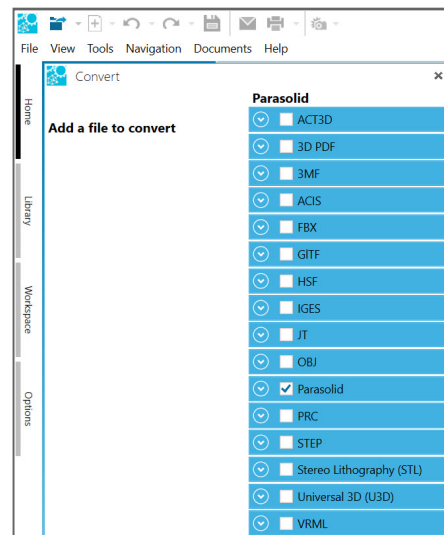 File View Tools Navigation Documents Help
Convert
Home
Library
Workspace
Options
Add a file to convert
Parasolid
ACT3D
3D PDF
3MF
ACIS
FBX
GlTF
HSF
IGES
JT
OBJ
Parasolid
PRC
STEP
Stereo Lithography (STL)
Universal 3D (U3D)
VRML